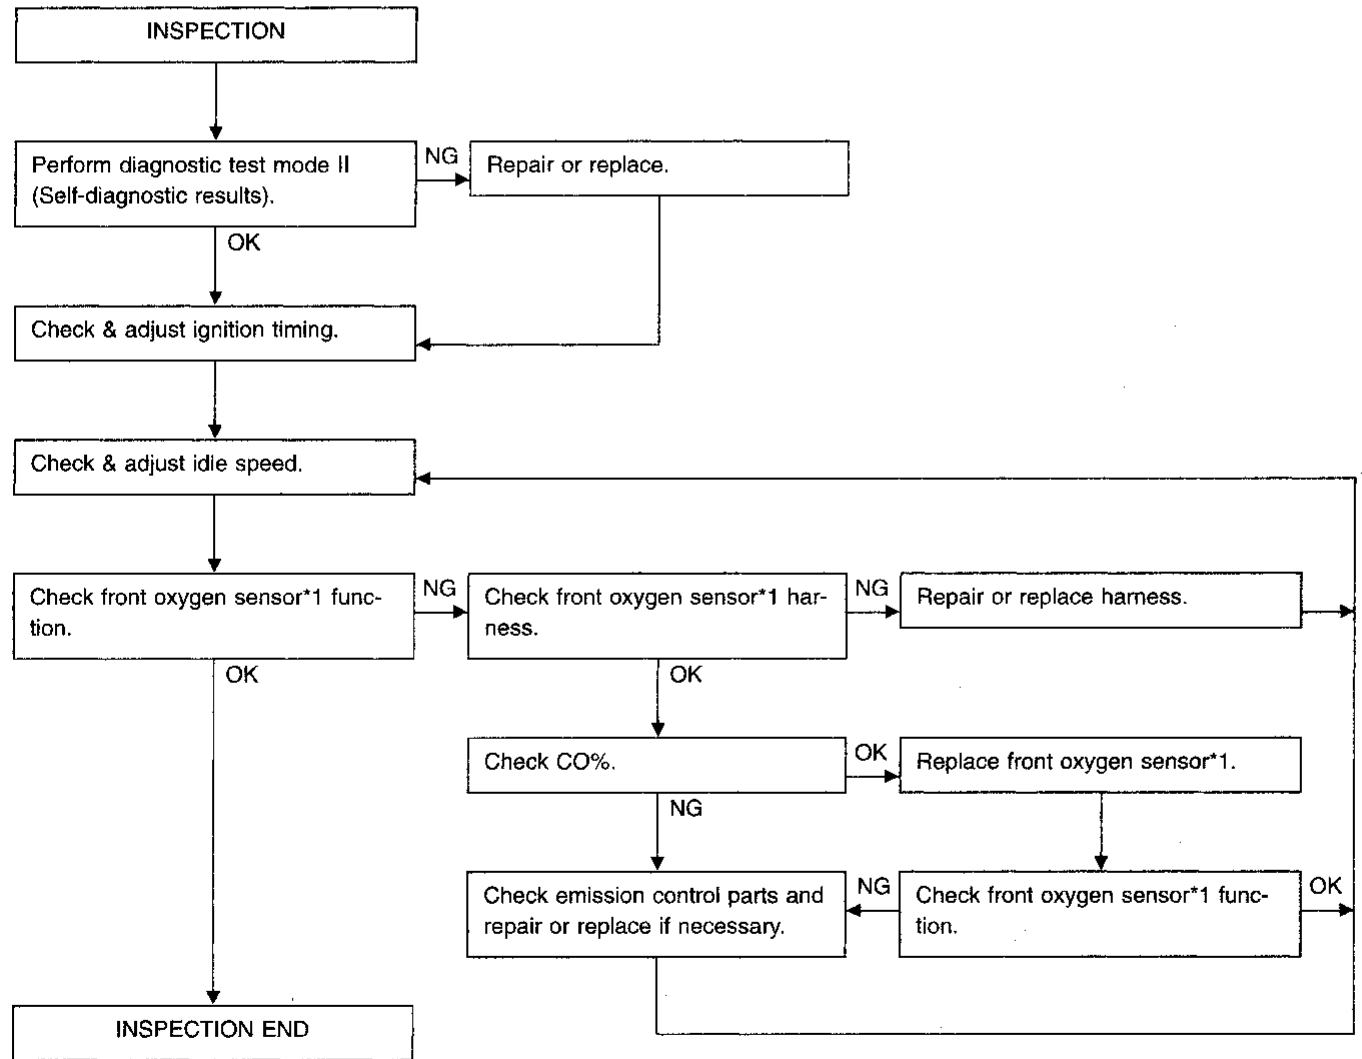 INSPECTION
Perform diagnostic test mode II
(Self-diagnostic results).
NG
Repair or replace.
OK
Check & adjust ignition timing.
Check & adjust idle speed.
Check front oxygen sensor*1 func-
tion.
NG
Check front oxygen sensor*1 har-
ness.
NG
Repair or replace harness.
OK
OK
Check CO%.
OK
Replace front oxygen sensor*1.
NG
Check emission control parts and
repair or replace if necessary.
NG
Check front oxygen sensor*1 func-
tion.
OK
INSPECTION END